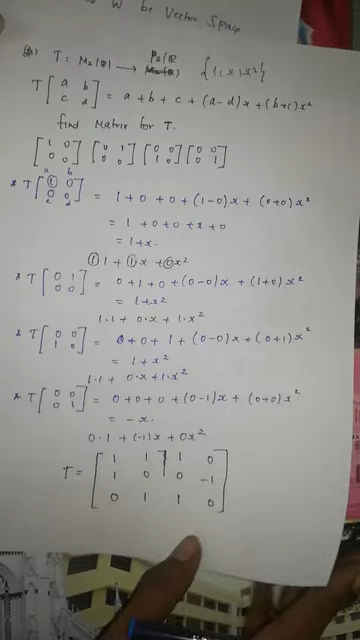 W be Vector Space
T : M₂(ℝ) → P₂(ℝ {1, x, x²}
T [a b; c d] = a + b + c + (a-d)x + (b+c)x²
find Matrix for T.
[1 0; 0 0] [0 1; 0 0] [0 0; 1 0] [0 0; 0 1]
a b
* T [1 0; 0 0] = 1+0+0+(1-0)x+(0+0)x²
c d
= 1+0+0+x+0
= 1+x.
1 1 + 1x + 0x²
* T [0 1; 0 0] = 0+1+0+(0-0)x+(1+0)x²
= 1+x²
1·1 + 0·x + 1·x²
* T [0 0; 1 0] = 0+0+1+(0-0)x+(0+1)x²
= 1+x²
1·1 + 0·x + 1·x²
* T [0 0; 0 1] = 0+0+0+(0-1)x+(0+0)x²
= -x.
0·1 + (-1)x + 0x²
T = [1 1 1 0; 1 0 0 -1; 0 1 1 0]